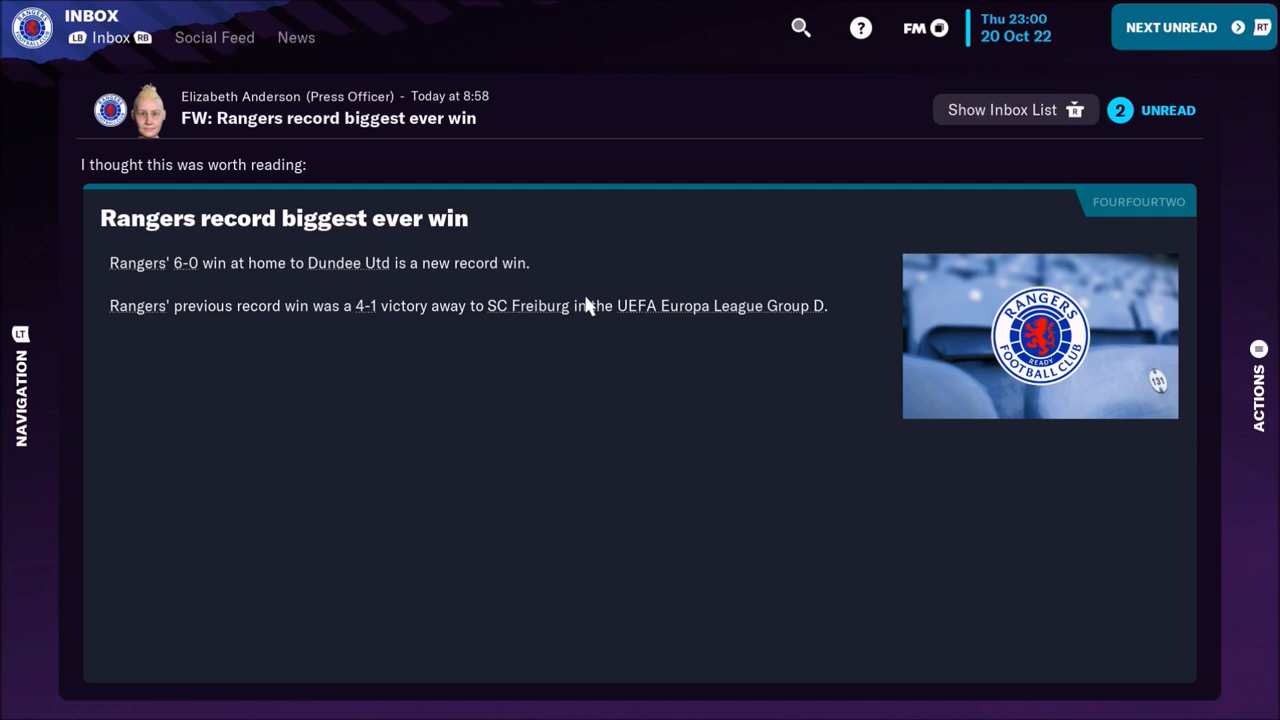 INBOX
LB Inbox RB Social Feed News
? FM Thu 23:00
20 Oct 22
NEXT UNREAD RT
Elizabeth Anderson (Press Officer) - Today at 8:58
FW: Rangers record biggest ever win
Show Inbox List R 2 UNREAD
I thought this was worth reading:
Rangers record biggest ever win
FOURFOURTWO
Rangers' 6-0 win at home to Dundee Utd is a new record win.
Rangers' previous record win was a 4-1 victory away to SC Freiburg in the UEFA Europa League Group D.
RANGERS
READY
FOOTBALL CLUB
131
LT
NAVIGATION
ACTIONS